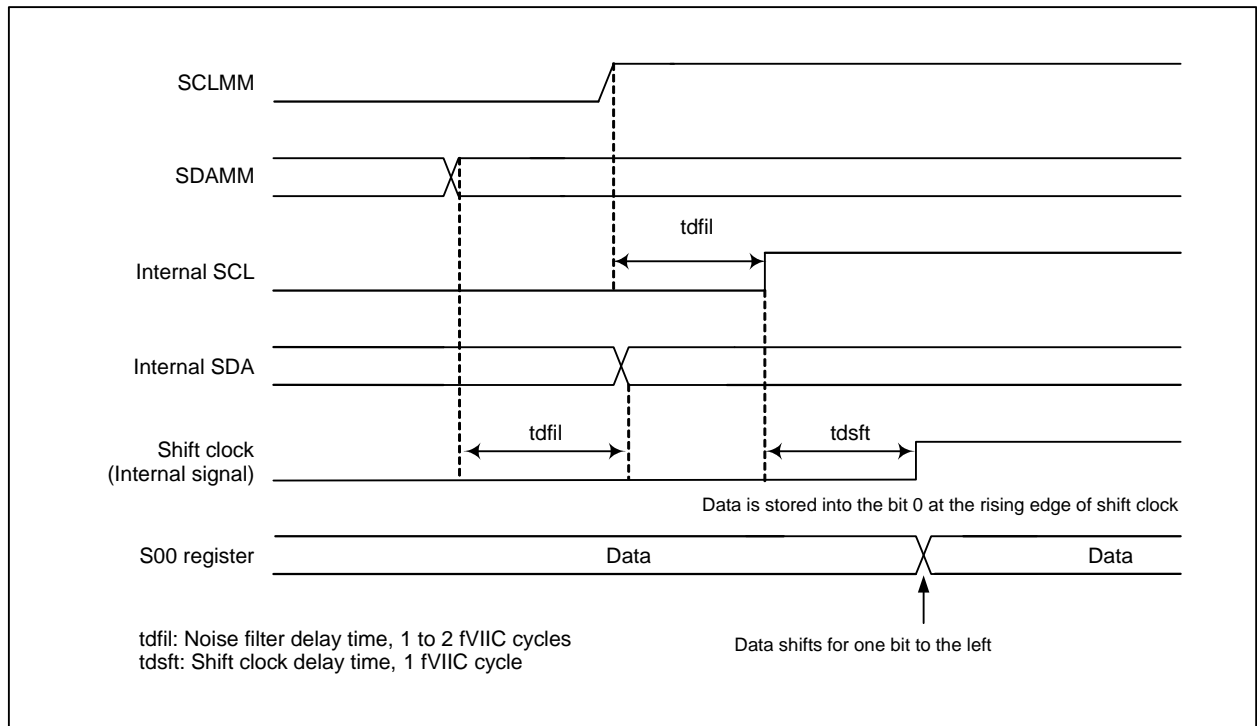 SCLMM
SDAMM
tdfil
Internal SCL
Internal SDA
tdfil
tdsft
Shift clock
(Internal signal)
Data is stored into the bit 0 at the rising edge of shift clock
S00 register
Data
Data
tdfil: Noise filter delay time, 1 to 2 fVIIC cycles
tdsft: Shift clock delay time, 1 fVIIC cycle
Data shifts for one bit to the left